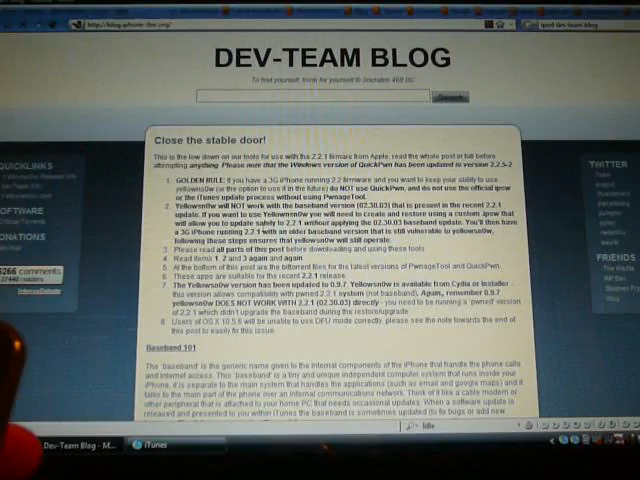 http://blog.iphone-dev.org/
ipod dev team blog
DEV-TEAM BLOG
To find yourself, think for yourself © Socrates 469 BC
Search
Close the stable door!
This is the low down on our tools for use with the 2.2.1 firmare from Apple, read the whole post in full before
attempting anything. Please note that the Windows version of QuickPwn has been updated to version 2.2.5-2
1. GOLDEN RULE: If you have a 3G iPhone running 2.2 firmware and you want to keep your ability to use
yellowsn0w (or the option to use it in the future) do NOT use QuickPwn, and do not use the official ipsw
or the iTunes update process without using PwnageTool.
2. Yellowsn0w will NOT work with the baseband version (02.30.03) that is present in the recent 2.2.1
update. If you want to use Yellowsn0w you will need to create and restore using a custom .ipsw that
will allow you to update safely to 2.2.1 without applying the 02.30.03 baseband update. You'll then have
a 3G iPhone running 2.2.1 with an older baseband version that is still vulnerable to yellowsn0w,
following these steps ensures that yellowsn0w will still operate.
3. Please read all parts of this post before downloading and using these tools.
4. Read items 1, 2 and 3 again and again.
5. At the bottom of this post are the bittorrent files for the latest versions of PwnageTool and QuickPwn.
6. These apps are suitable for the recent 2.2.1 release.
7. The Yellowsn0w version has been updated to 0.9.7. Yellowsn0w is available from Cydia or Installer -
this version allows compatibility with pwned 2.2.1 system (not baseband). Again, remember 0.9.7
yellowsn0w DOES NOT WORK WITH 2.2.1 (02.30.03) directly - you need to be running a 'pwned' version
of 2.2.1 which didn't upgrade the baseband during the restore/upgrade
8. Users of OS X 10.5.6 will be unable to use DFU mode correctly, please see the note towards the end of
this post to fix this issue.
Baseband 101
The 'baseband' is the generic name given to the internal components of the iPhone that handle the phone calls
and Internet access. This 'baseband' is a tiny and unique independent computer system that runs inside your
iPhone, it is separate to the main system that handles the applications (such as email and google maps) and it
talks to the main part of the phone over an internal communications network. Think of it like a cable modem or
other peripheral that is attached to your home PC that needs occasional updates. When a software update is
released and presented to you within iTunes the baseband is sometimes updated (to fix bugs or add new
QUICKLINKS
SOFTWARE
DONATIONS
4266 comments
27440 readers
TWITTER
FRIENDS
Idle
Dev-Team Blog - M...
iTunes